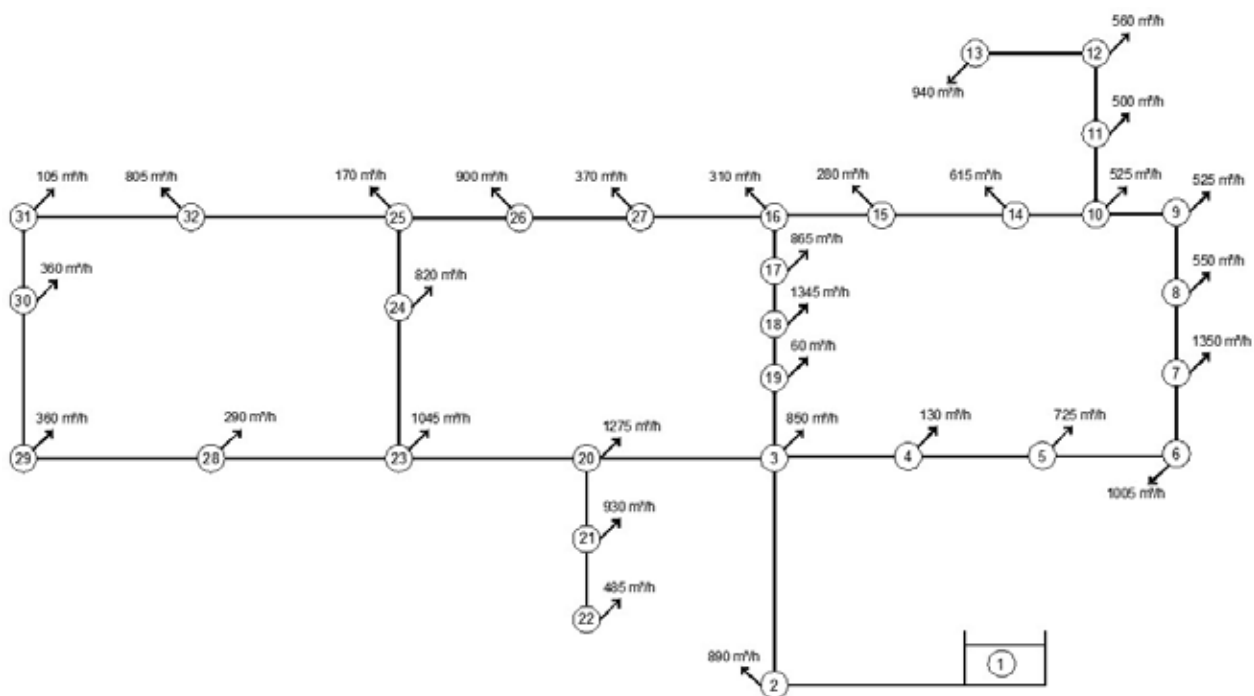 560 m³/h
13
12
940 m³/h
500 m³/h
11
105 m³/h
805 m³/h
170 m³/h
900 m³/h
370 m³/h
310 m³/h
280 m³/h
615 m³/h
525 m³/h
525 m³/h
31
32
25
26
27
16
15
14
10
9
360 m³/h
820 m³/h
865 m³/h
550 m³/h
30
24
17
8
1345 m³/h
18
60 m³/h
1350 m³/h
19
7
360 m³/h
290 m³/h
1045 m³/h
1275 m³/h
850 m³/h
130 m³/h
725 m³/h
29
28
23
20
3
4
5
6
1005 m³/h
930 m³/h
21
485 m³/h
22
890 m³/h
2
1